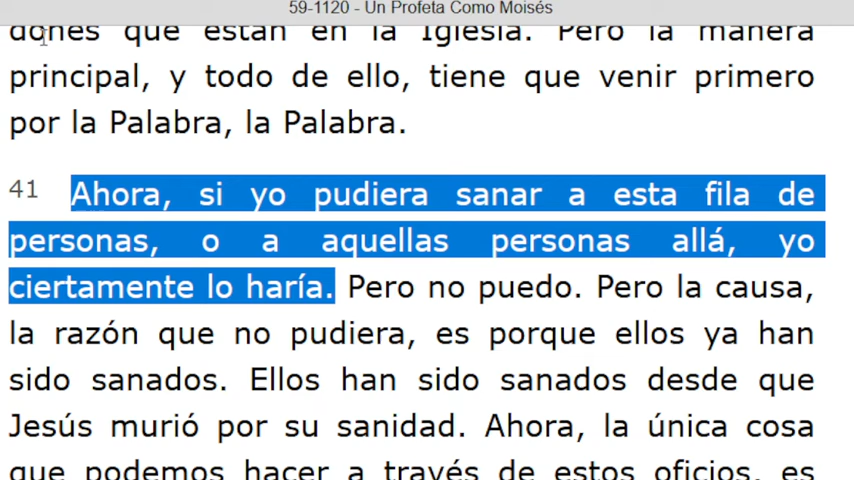 59-1120 - Un Profeta Como Moisés
dones que están en la Iglesia. Pero la manera
principal, y todo de ello, tiene que venir primero
por la Palabra, la Palabra.
41 Ahora, si yo pudiera sanar a esta fila de
personas, o a aquellas personas allá, yo
ciertamente lo haría. Pero no puedo. Pero la causa,
la razón que no pudiera, es porque ellos ya han
sido sanados. Ellos han sido sanados desde que
Jesús murió por su sanidad. Ahora, la única cosa
que podemos hacer a través de estos oficios, es